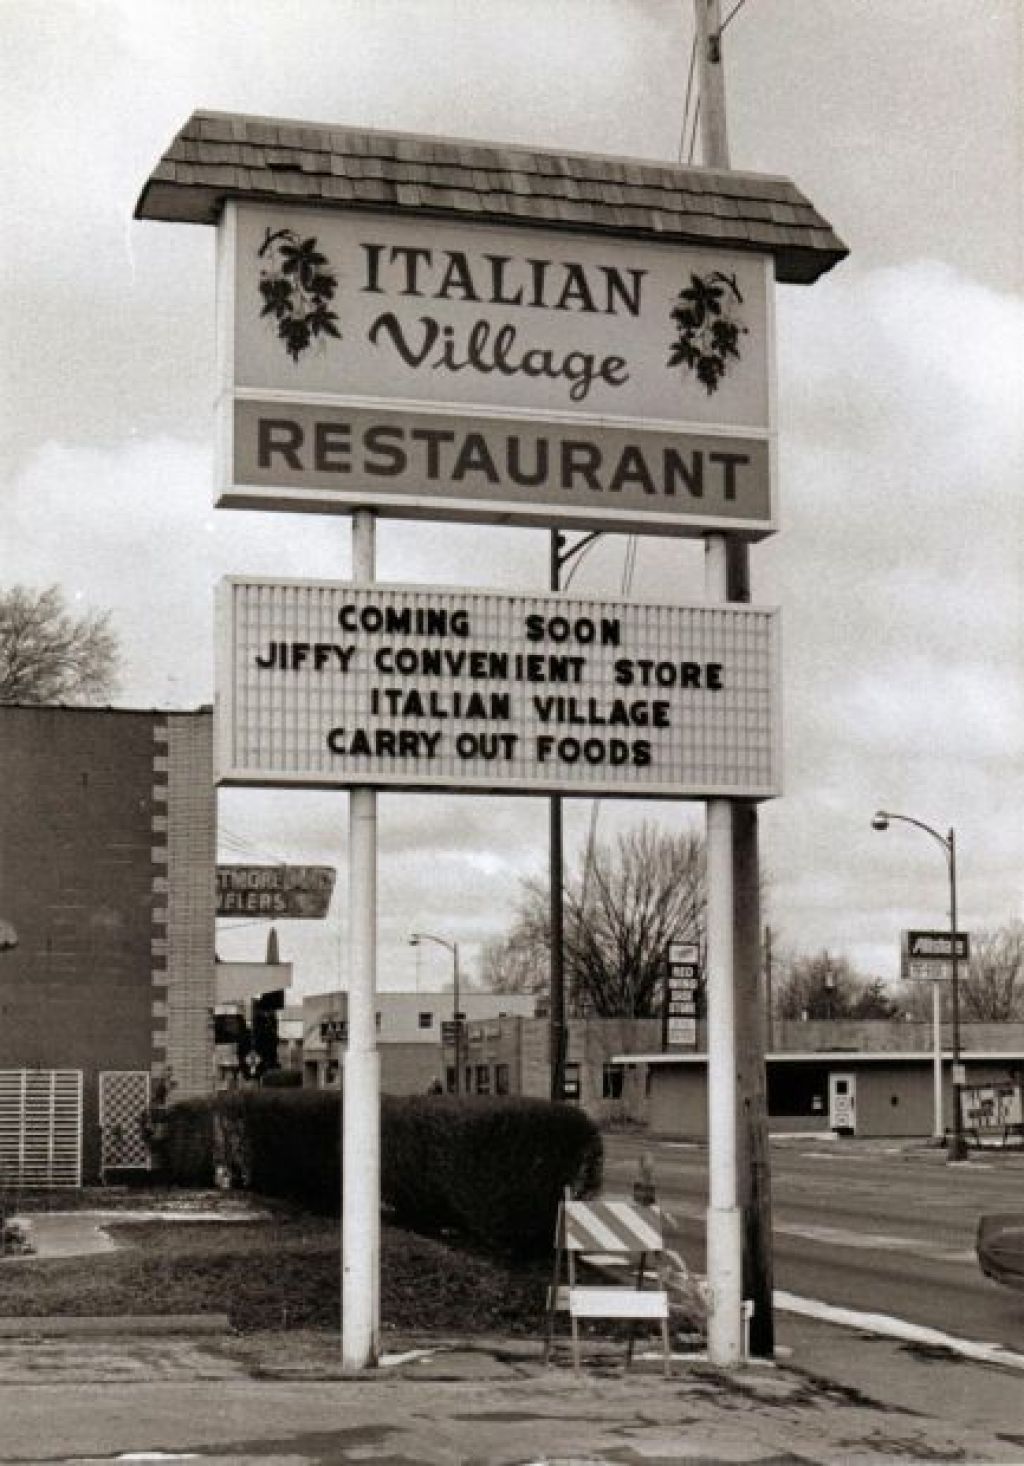 ITALIAN
Village
RESTAURANT
COMING SOON
JIFFY CONVENIENT STORE
ITALIAN VILLAGE
CARRY OUT FOODS